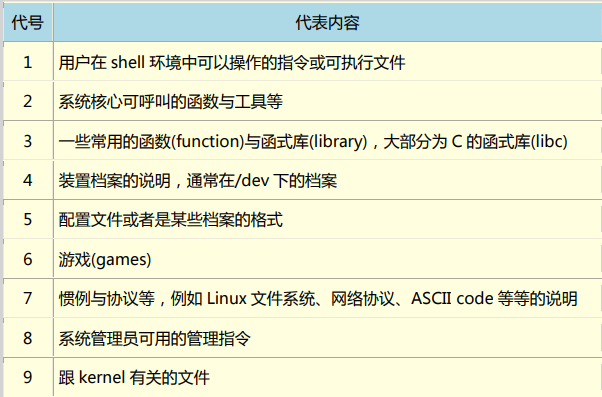 代号 代表内容
1 用户在 shell 环境中可以操作的指令或可执行文件
2 系统核心可呼叫的函数与工具等
3 一些常用的函数(function)与函式库(library)，大部分为 C 的函式库(libc)
4 装置档案的说明，通常在/dev 下的档案
5 配置文件或者是某些档案的格式
6 游戏(games)
7 惯例与协议等，例如 Linux 文件系统、网络协议、ASCII code 等等的说明
8 系统管理员可用的管理指令
9 跟 kernel 有关的文件